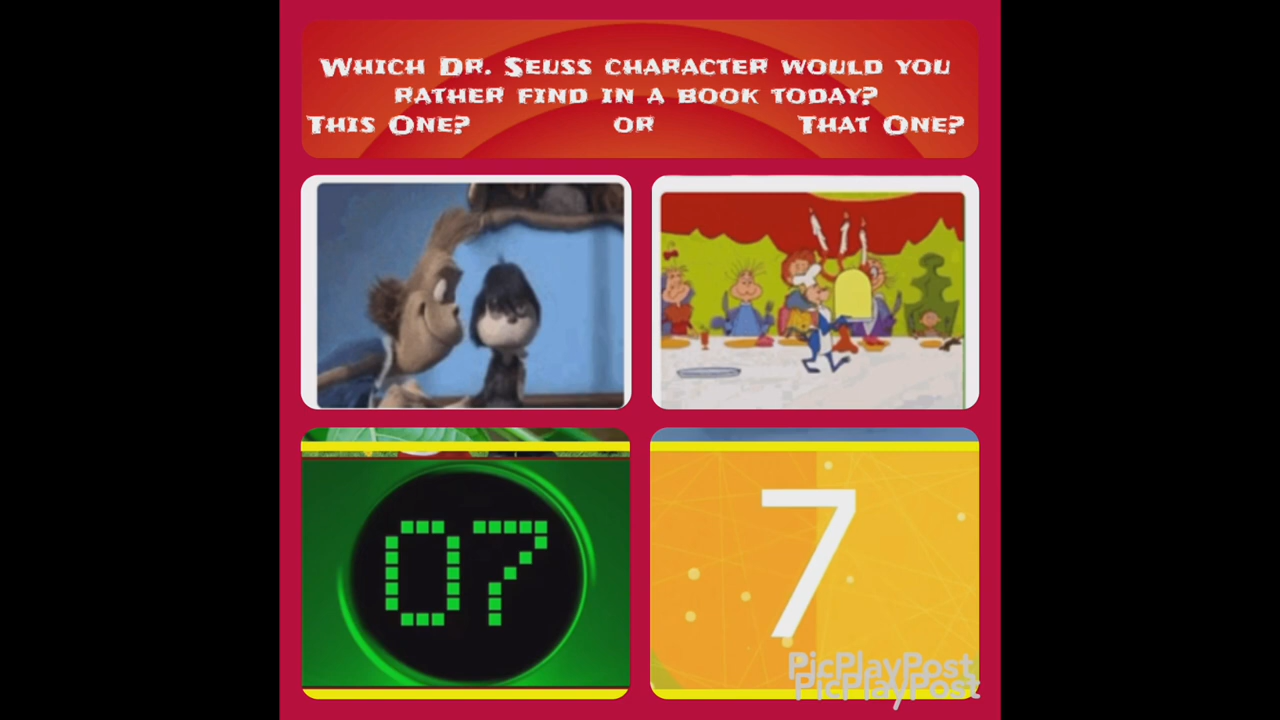 Which Dr. Seuss character would you
rather find in a book today?
This One? or That One?
07
7
PicPlayPost
PicPlayPost